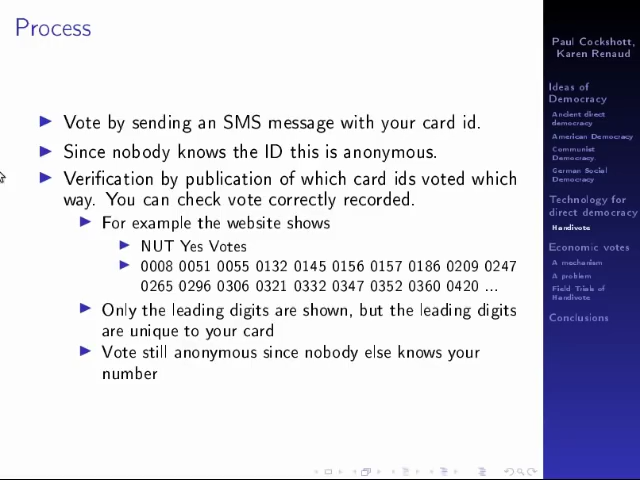 Process
Vote by sending an SMS message with your card id.
Since nobody knows the ID this is anonymous.
Verification by publication of which card ids voted which
way. You can check vote correctly recorded.
For example the website shows
NUT Yes Votes
0008 0051 0055 0132 0145 0156 0157 0186 0209 0247
0265 0296 0306 0321 0332 0347 0352 0360 0420 ...
Only the leading digits are shown, but the leading digits
are unique to your card
Vote still anonymous since nobody else knows your
number
Paul Cockshott,
Karen Renaud
Ideas of
Democracy
Ancient direct
democracy
American Democracy
Communist
Democracy
German Social
Democracy
Technology for
direct democracy
Handivote
Economic votes
A mechanism
A problem
Field Trials of
Handivote
Conclusions